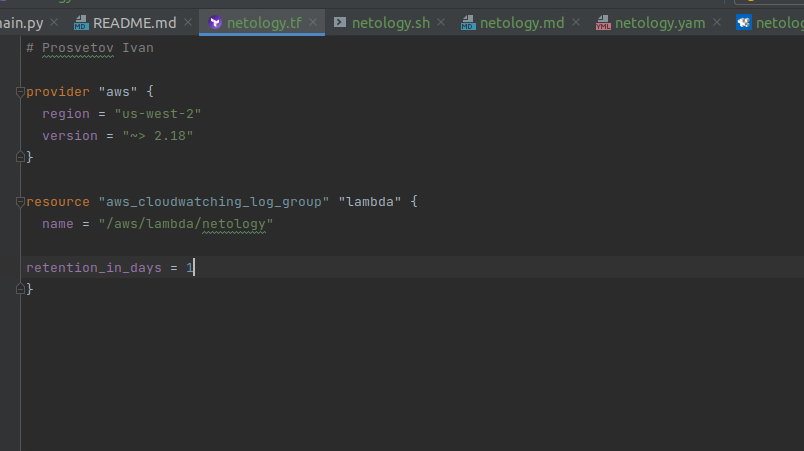 ain.py README.md netology.tf netology.sh netology.md netology.yam netolog
# Prosvetov Ivan
provider "aws" {
region = "us-west-2"
version = "~> 2.18"
}
resource "aws_cloudwatching_log_group" "lambda" {
name = "/aws/lambda/netology"
retention_in_days = 1
}